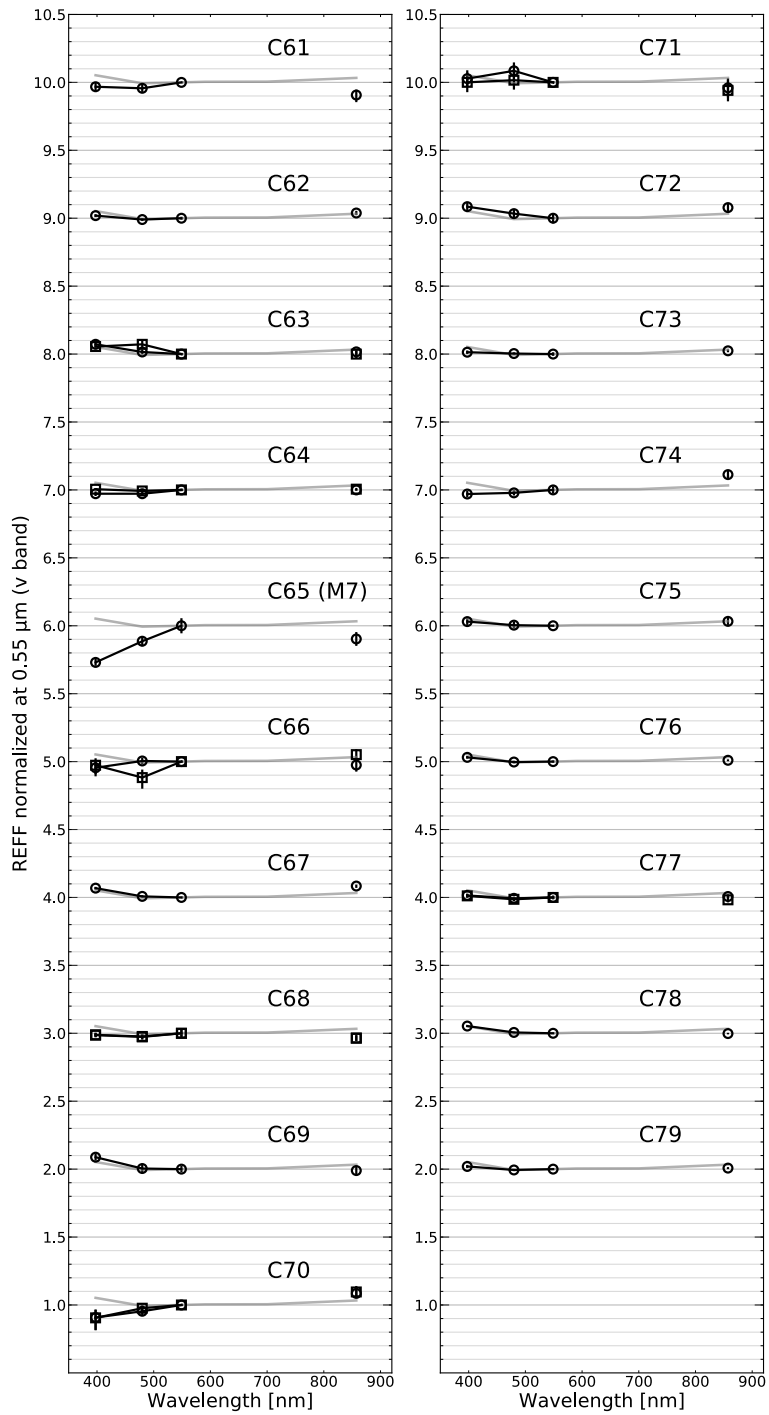 REFF normalized at 0.55 μm (v band)
10.5
10.0
9.5
9.0
8.5
8.0
7.5
7.0
6.5
6.0
5.5
5.0
4.5
4.0
3.5
3.0
2.5
2.0
1.5
1.0
C61
C62
C63
C64
C65 (M7)
C66
C67
C68
C69
C70
400 500 600 700 800 900
Wavelength [nm]
10.5
10.0
9.5
9.0
8.5
8.0
7.5
7.0
6.5
6.0
5.5
5.0
4.5
4.0
3.5
3.0
2.5
2.0
1.5
1.0
C71
C72
C73
C74
C75
C76
C77
C78
C79
400 500 600 700 800 900
Wavelength [nm]